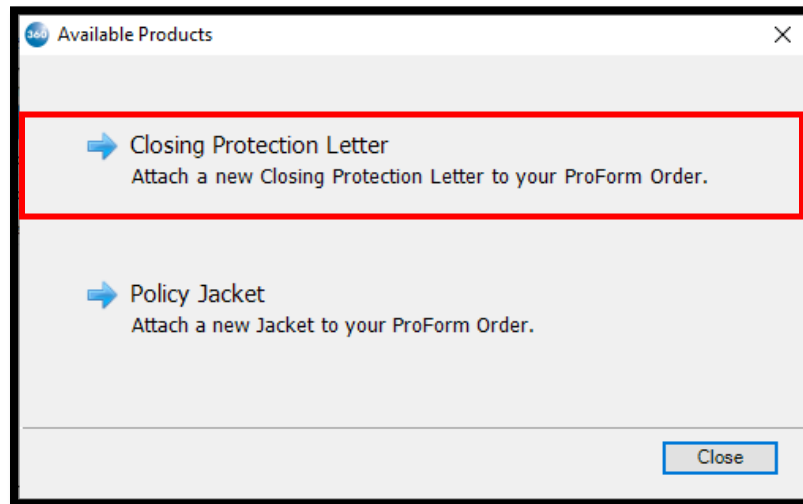 360 Available Products
Closing Protection Letter
Attach a new Closing Protection Letter to your ProForm Order.
Policy Jacket
Attach a new Jacket to your ProForm Order.
Close